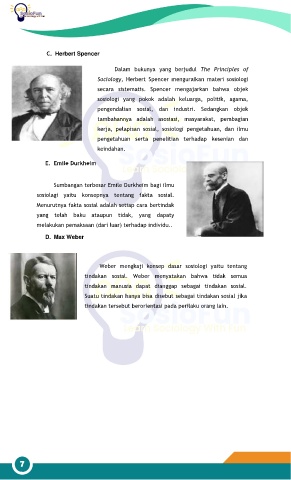 C. Herbert Spencer
Dalam bukunya yang berjudul The Principles of
Sociology, Herbert Spencer menguraikan materi sosiologi
secara sistematis. Spencer mengajarkan bahwa objek
sosiologi yang pokok adalah keluarga, politik, agama,
pengendalian sosial, dan industri. Sedangkan objek
tambahannya adalah asosiasi, masyarakat, pembagian
kerja, pelapisan sosial, sosiologi pengetahuan, dan ilmu
pengetahuan serta penelitian terhadap kesenian dan
keindahan.
E. Emile Durkheim
Sumbangan terbesar Emile Durkheim bagi ilmu
sosiologi yaitu konsepnya tentang fakta sosial.
Menurutnya fakta sosial adalah setiap cara bertindak
yang telah baku ataupun tidak, yang dapaty
melakukan pemaksaan (dari luar) terhadap individu..
D. Max Weber
Weber mengkaji konsep dasar sosiologi yaitu tentang
tindakan sosial. Weber menyatakan bahwa tidak semua
tindakan manusia dapat dianggap sebagai tindakan sosial.
Suatu tindakan hanya bisa disebut sebagai tindakan sosial jika
tindakan tersebut berorientasi pada perilaku orang lain.
7